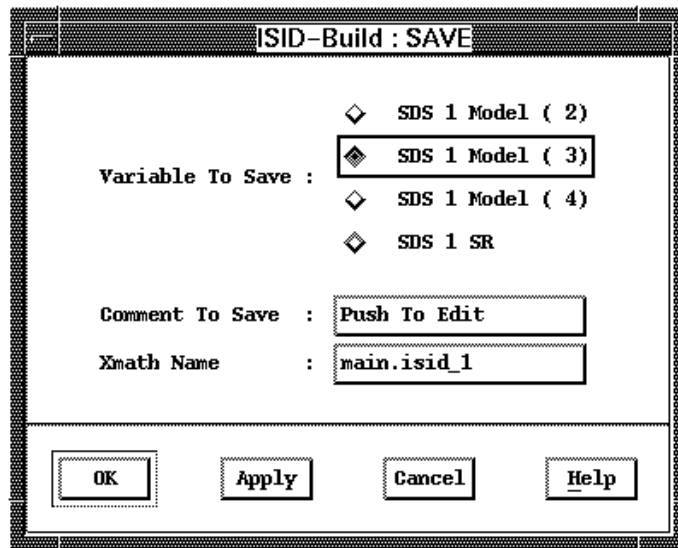 ISID-Build : SAVE
SDS 1 Model ( 2)
SDS 1 Model ( 3)
Variable To Save :
SDS 1 Model ( 4)
SDS 1 SR
Comment To Save : Push To Edit
Xmath Name : main.isid_1
OK Apply Cancel Help